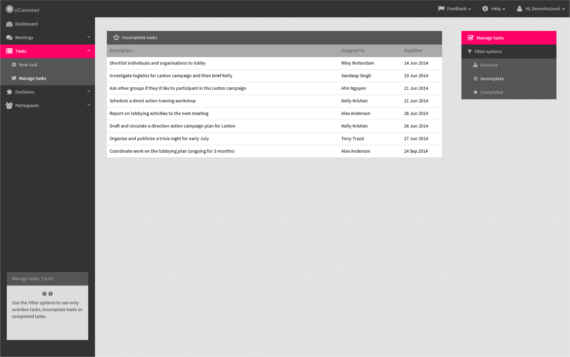 eConvenor
Feedback
Help
Hi, DemoAccount
Dashboard
Meetings
Tasks
New task
Manage tasks
Decisions
Participants
Incomplete tasks
Description Assigned to Deadline
Shortlist individuals and organisations to lobby Riley Rotterdam 14 Jun 2014
Investigate logistics for Lexton campaign and then brief Kelly Sandeep Singh 19 Jun 2014
Ask other groups if they'd like to participate in the Lexton campaign Ahn Nguyen 21 Jun 2014
Schedule a direct action training workshop Kelly Kristian 21 Jun 2014
Report on lobbying activities to the next meeting Alex Anderson 26 Jun 2014
Draft and circulate a direction action campaign plan for Lexton Kelly Kristian 26 Jun 2014
Organise and publicise a trivia night for early July Tony Trazzi 27 Jun 2014
Coordinate work on the lobbying plan (ongoing for 3 months) Alex Anderson 24 Sep 2014
Manage tasks
Filter options
Overdue
Incomplete
Completed
Manage tasks: Tip #1
Use the Filter options to see only
overdue tasks, incomplete tasks or
completed tasks.